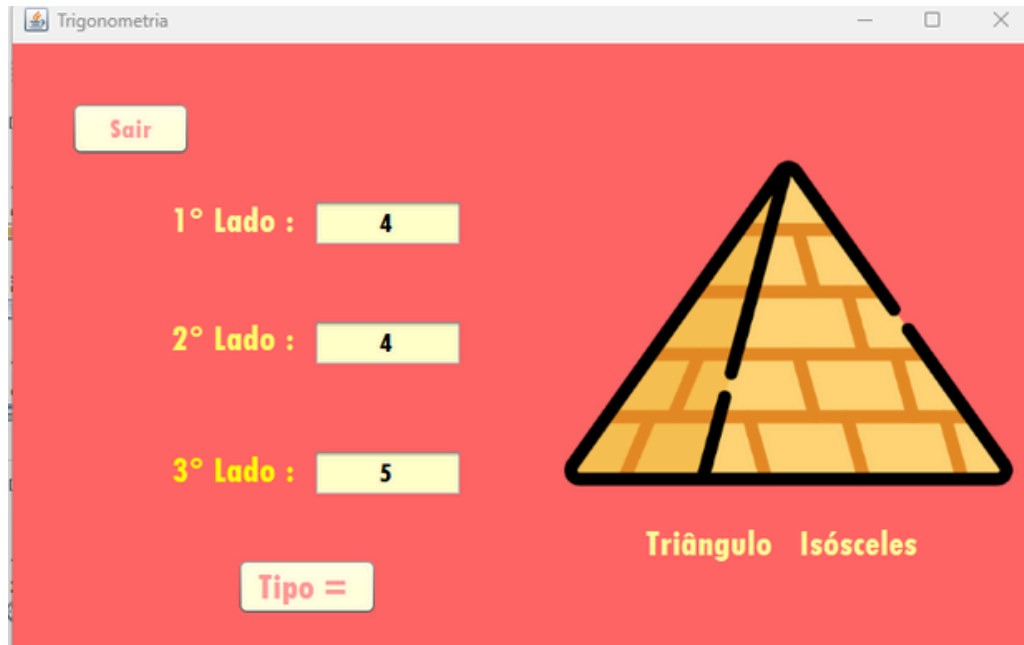 Trigonometria
Sair
1° Lado : 4
2° Lado : 4
3° Lado : 5
Triângulo Isósceles
Tipo =